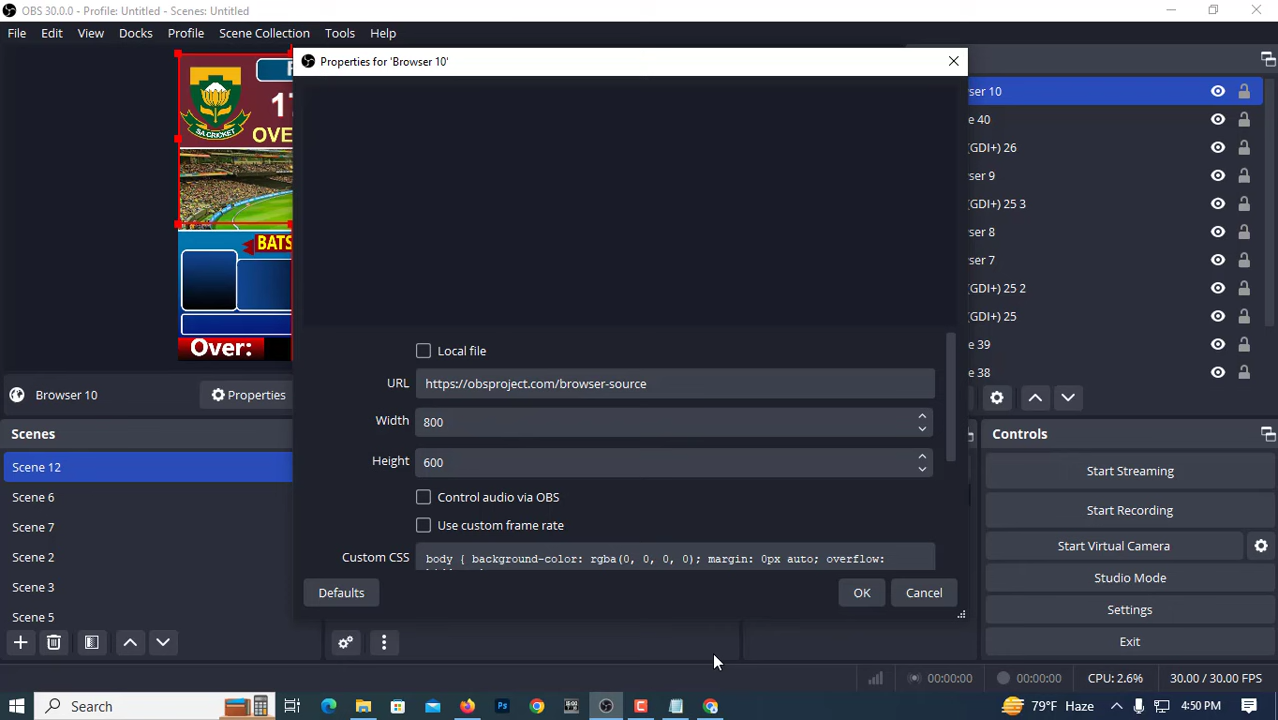 OBS 30.0.0 - Profile: Untitled - Scenes: Untitled
File Edit View Docks Profile Scene Collection Tools Help
Properties for 'Browser 10'
SA CRICKET
17
OVE
BATS
Over:
Local file
URL https://obsproject.com/browser-source
Width 800
Height 600
Control audio via OBS
Use custom frame rate
Custom CSS body { background-color: rgba(0, 0, 0, 0); margin: 0px auto; overflow:
Defaults OK Cancel
ser 10
e 40
(GDI+) 26
ser 9
(GDI+) 25 3
ser 8
ser 7
(GDI+) 25 2
(GDI+) 25
e 39
e 38
Browser 10 Properties
Scenes
Scene 12
Scene 6
Scene 7
Scene 2
Scene 3
Scene 5
Controls
Start Streaming
Start Recording
Start Virtual Camera
Studio Mode
Settings
Exit
00:00:00 00:00:00 CPU: 2.6% 30.00 / 30.00 FPS
Search Ps 79°F Haze 4:50 PM